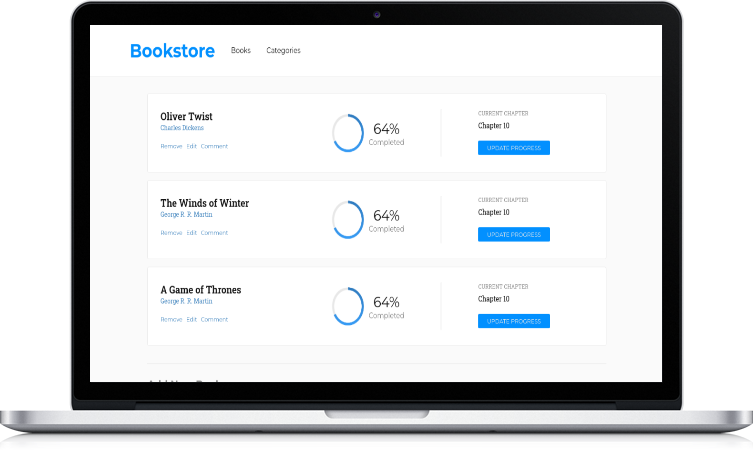 Bookstore Books Categories
Oliver Twist
Charles Dickens
Remove Edit Comment
64%
Completed
CURRENT CHAPTER
Chapter 10
UPDATE PROGRESS
The Winds of Winter
George R. R. Martin
Remove Edit Comment
64%
Completed
CURRENT CHAPTER
Chapter 10
UPDATE PROGRESS
A Game of Thrones
George R. R. Martin
Remove Edit Comment
64%
Completed
CURRENT CHAPTER
Chapter 10
UPDATE PROGRESS